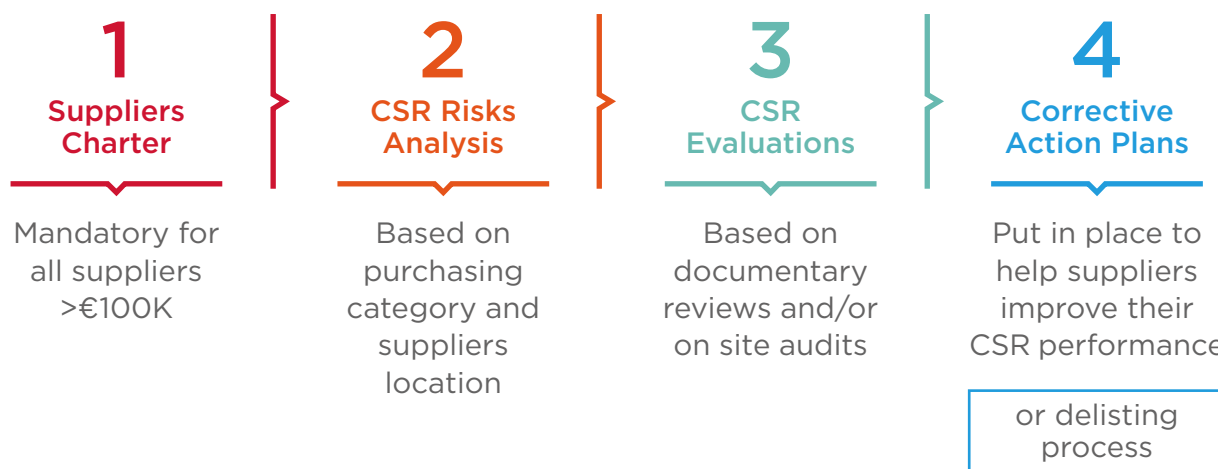 1
Suppliers
Charter
Mandatory for
all suppliers
>€100K
2
CSR Risks
Analysis
Based on
purchasing
category and
suppliers
location
3
CSR
Evaluations
Based on
documentary
reviews and/or
on site audits
4
Corrective
Action Plans
Put in place to
help suppliers
improve their
CSR performance
or delisting
process